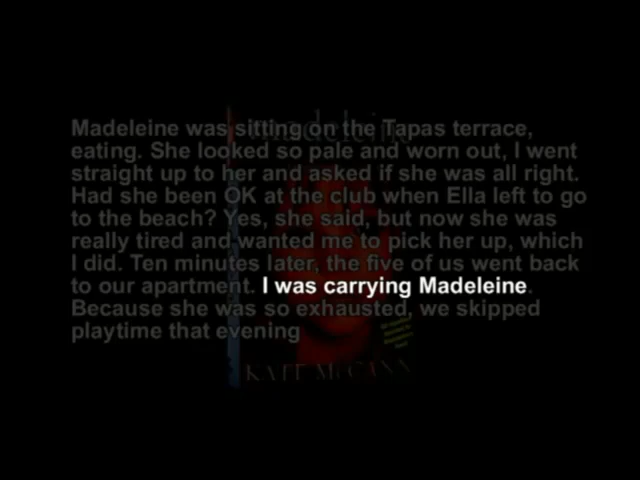 madeleine
Madeleine was sitting on the Tapas terrace,
eating. She looked so pale and worn out, I went
straight up to her and asked if she was all right.
Had she been OK at the club when Ella left to go
to the beach? Yes, she said, but now she was
really tired and wanted me to pick her up, which
I did. Ten minutes later, the five of us went back
to our apartment. I was carrying Madeleine.
Because she was so exhausted, we skipped
playtime that evening
KATE McCANN